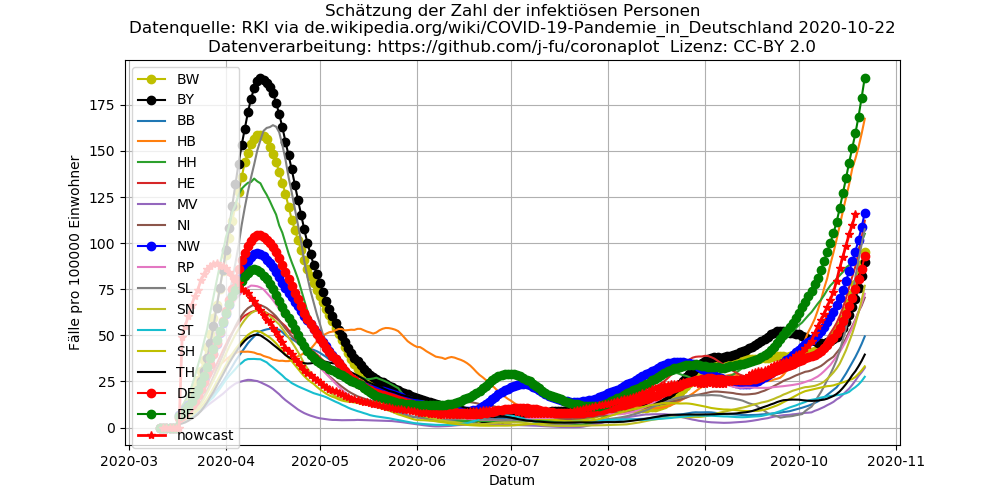 Schätzung der Zahl der infektiösen Personen
Datenquelle: RKI via de.wikipedia.org/wiki/COVID-19-Pandemie_in_Deutschland 2020-10-22
Datenverarbeitung: https://github.com/j-fu/coronaplot Lizenz: CC-BY 2.0
Fälle pro 100000 Einwohner
175
150
125
100
75
50
25
0
BW
BY
BB
HB
HH
HE
MV
NI
NW
RP
SL
SN
ST
SH
TH
DE
BE
nowcast
2020-03
2020-04
2020-05
2020-06
2020-07
2020-08
2020-09
2020-10
2020-11
Datum